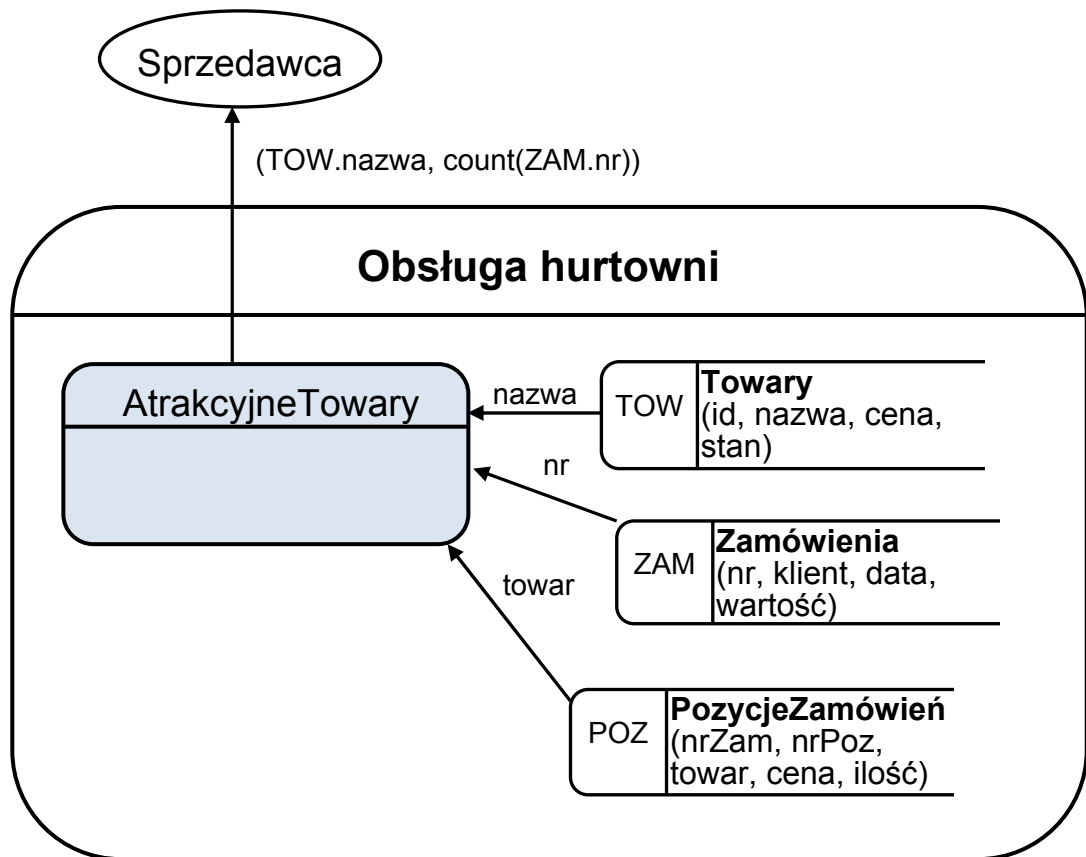 Sprzedawca
(TOW.nazwa, count(ZAM.nr))
Obsługa hurtowni
AtrakcyjneTowary
nazwa
TOW
Towary
(id, nazwa, cena,
stan)
nr
ZAM
Zamówienia
(nr, klient, data,
wartość)
towar
POZ
PozycjeZamówień
(nrZam, nrPoz,
towar, cena, ilość)